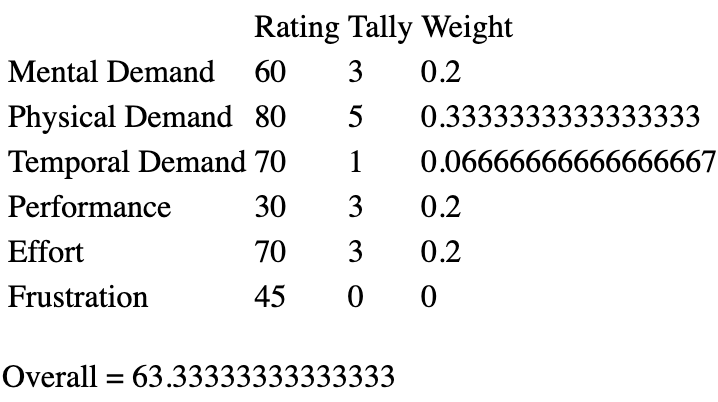 Rating Tally Weight
Mental Demand 60 3 0.2
Physical Demand 80 5 0.3333333333333333
Temporal Demand 70 1 0.06666666666666667
Performance 30 3 0.2
Effort 70 3 0.2
Frustration 45 0 0
Overall = 63.33333333333333